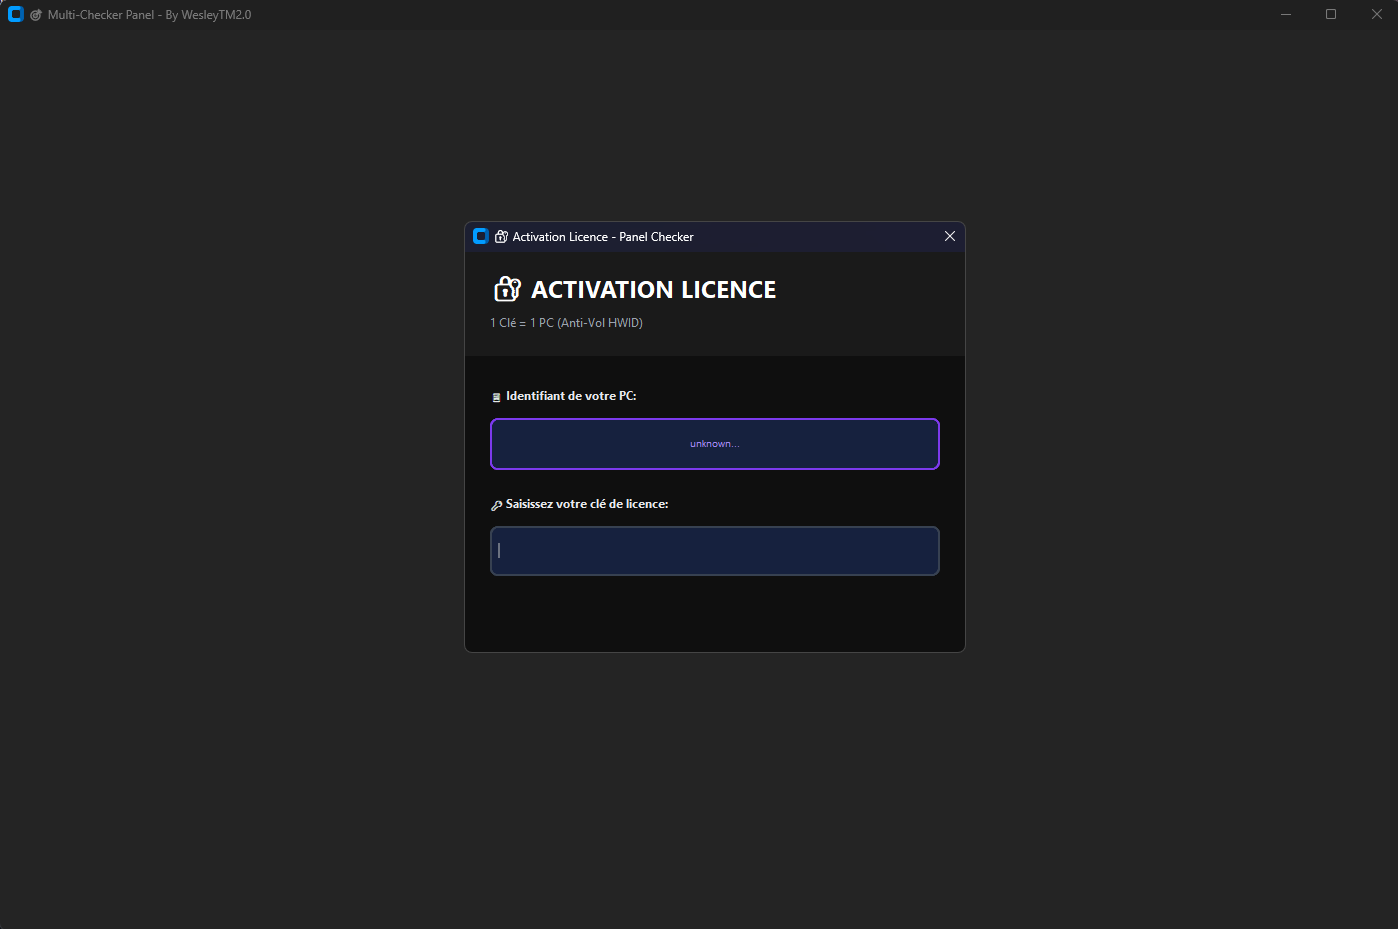 Multi-Checker Panel - By WesleyTM2.0
Activation Licence - Panel Checker
ACTIVATION LICENCE
1 Clé = 1 PC (Anti-Vol HWID)
Identifiant de votre PC:
unknown...
Saisissez votre clé de licence: